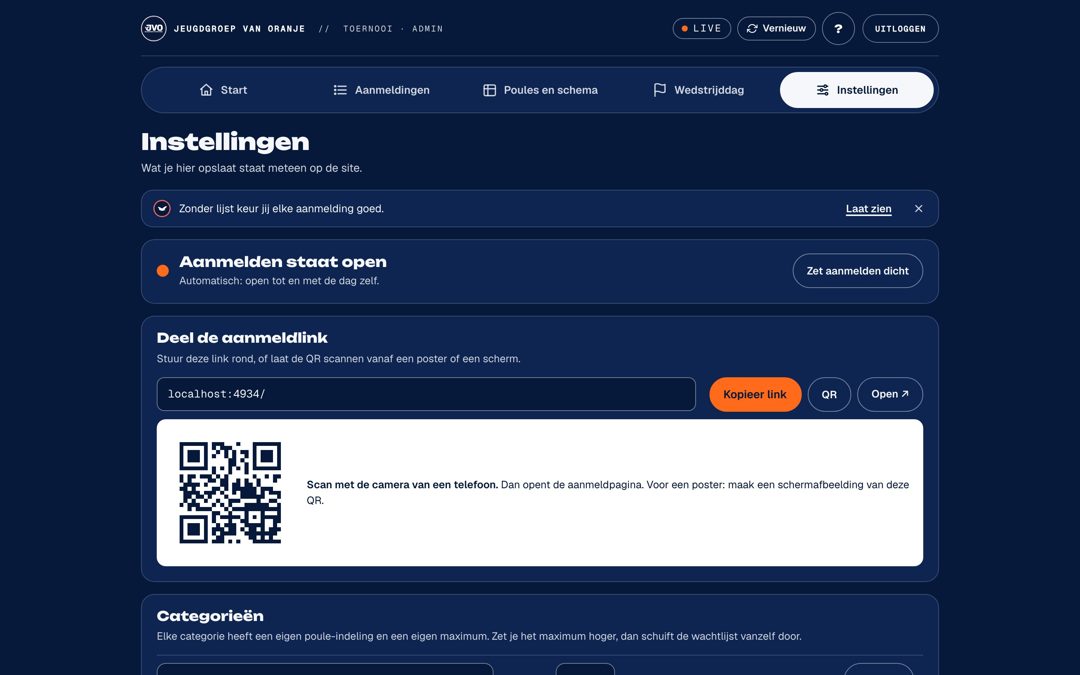 JVO JEUGDGROEP VAN ORANJE // TOERNOOI · ADMIN
LIVE
Vernieuw
?
UITLOGGEN
Start
Aanmeldingen
Poules en schema
Wedstrijddag
Instellingen
Instellingen
Wat je hier opslaat staat meteen op de site.
Zonder lijst keur jij elke aanmelding goed.
Laat zien
Aanmelden staat open
Automatisch: open tot en met de dag zelf.
Zet aanmelden dicht
Deel de aanmeldlink
Stuur deze link rond, of laat de QR scannen vanaf een poster of een scherm.
localhost:4934/
Kopieer link
QR
Open ↗
Scan met de camera van een telefoon. Dan opent de aanmeldpagina. Voor een poster: maak een schermafbeelding van deze
QR.
Categorieën
Elke categorie heeft een eigen poule-indeling en een eigen maximum. Zet je het maximum hoger, dan schuift de wachtlijst vanzelf door.